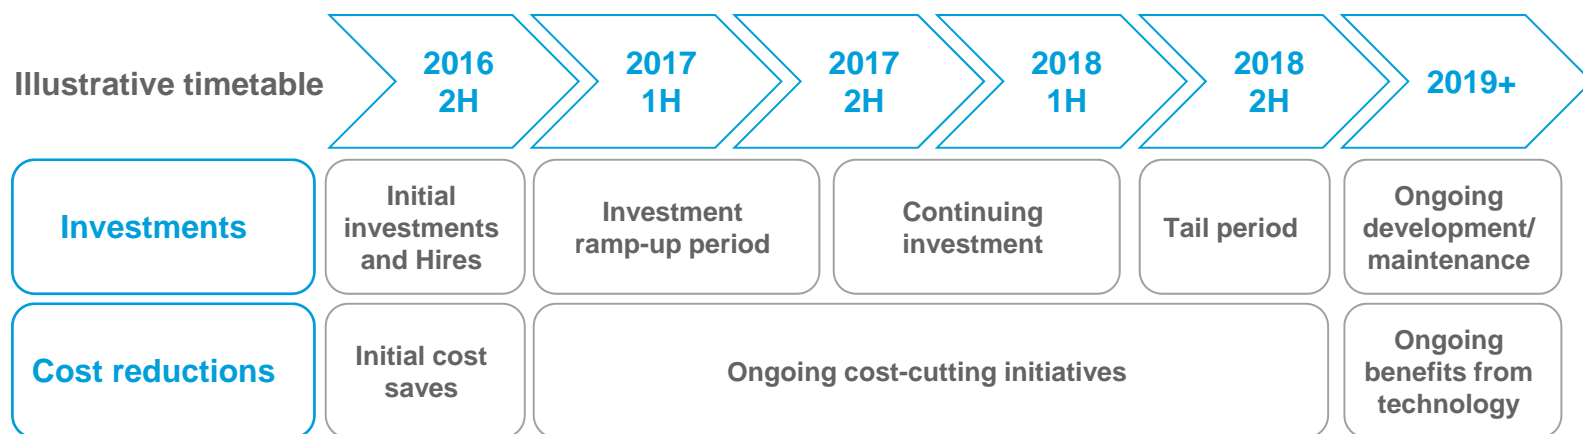 Illustrative timetable
2016
2H
2017
1H
2017
2H
2018
1H
2018
2H
2019+
Investments
Initial
investments
and Hires
Investment
ramp-up period
Continuing
investment
Tail period
Ongoing
development/
maintenance
Cost reductions
Initial cost
saves
Ongoing cost-cutting initiatives
Ongoing
benefits from
technology